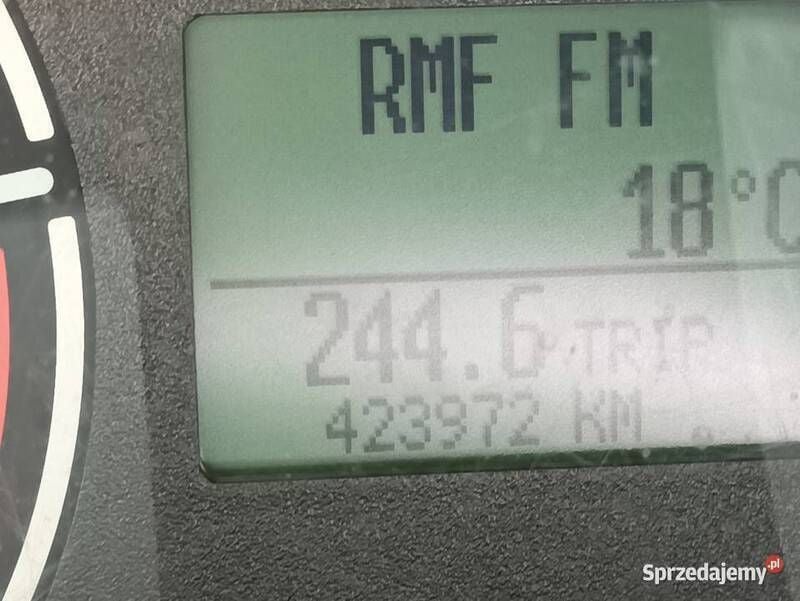 RMF FM
18°C
244.6 TRIP
423972 KM
Sprzedajemy.pl